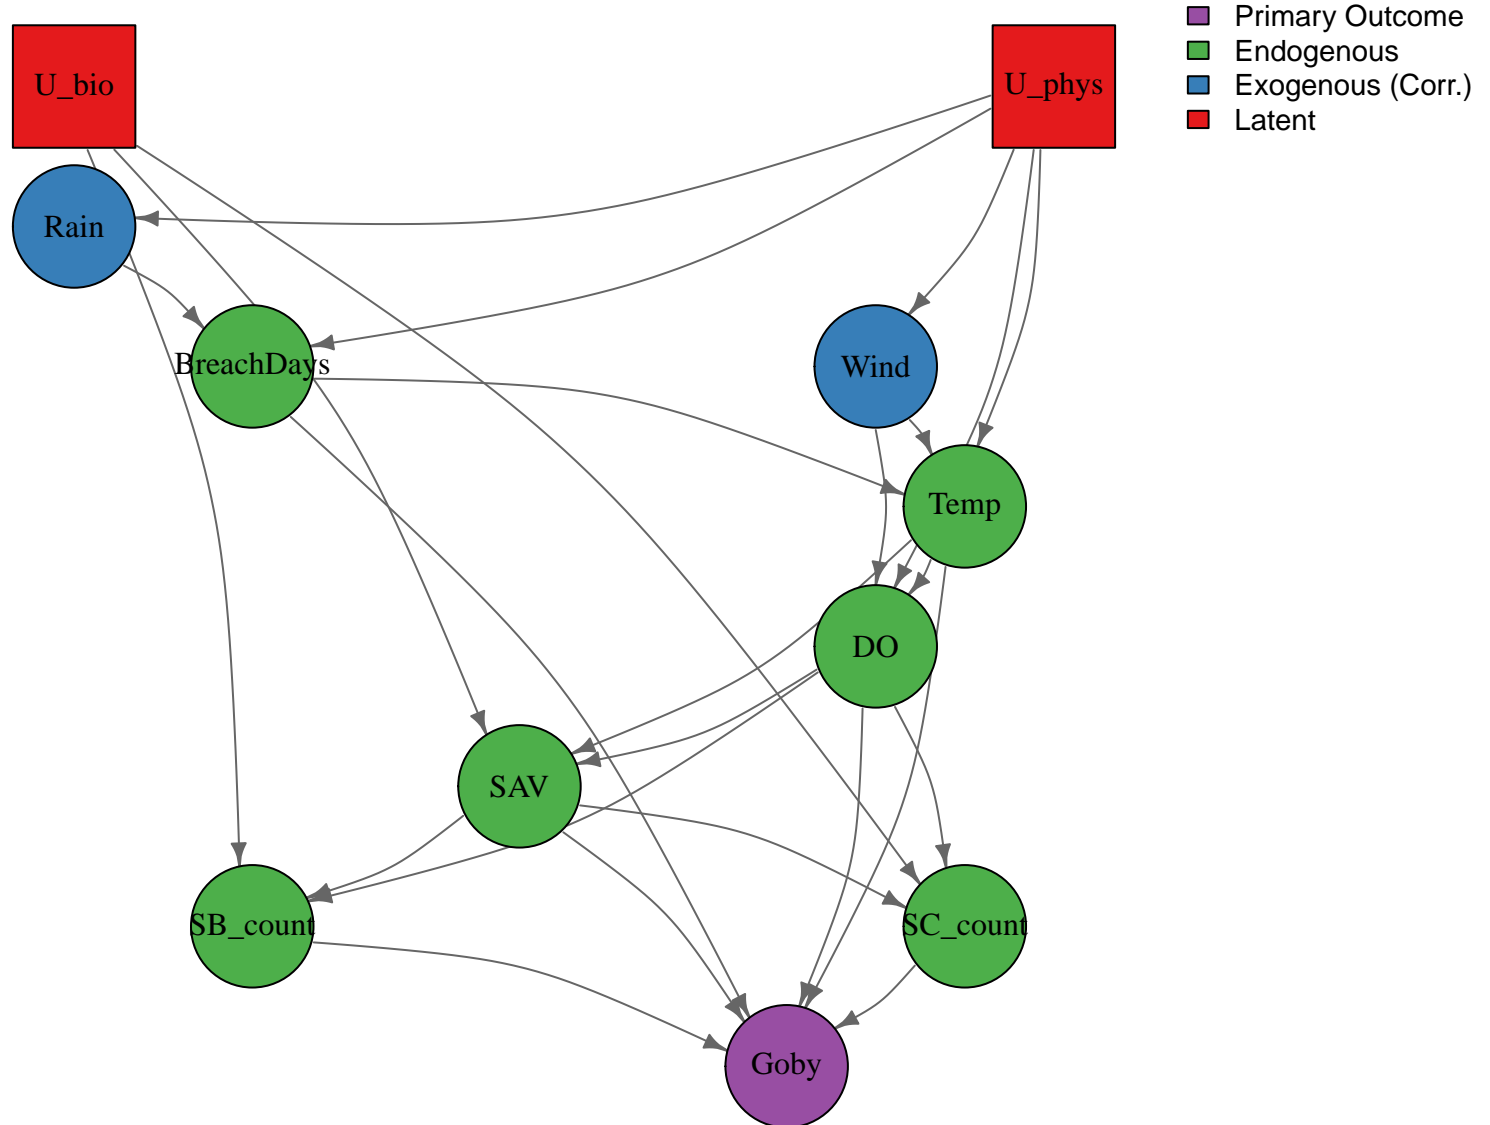 Primary Outcome
Endogenous
Exogenous (Corr.)
Latent
U_bio
U_phys
Rain
BreachDays
Wind
Temp
DO
SAV
SB_count
SC_count
Goby